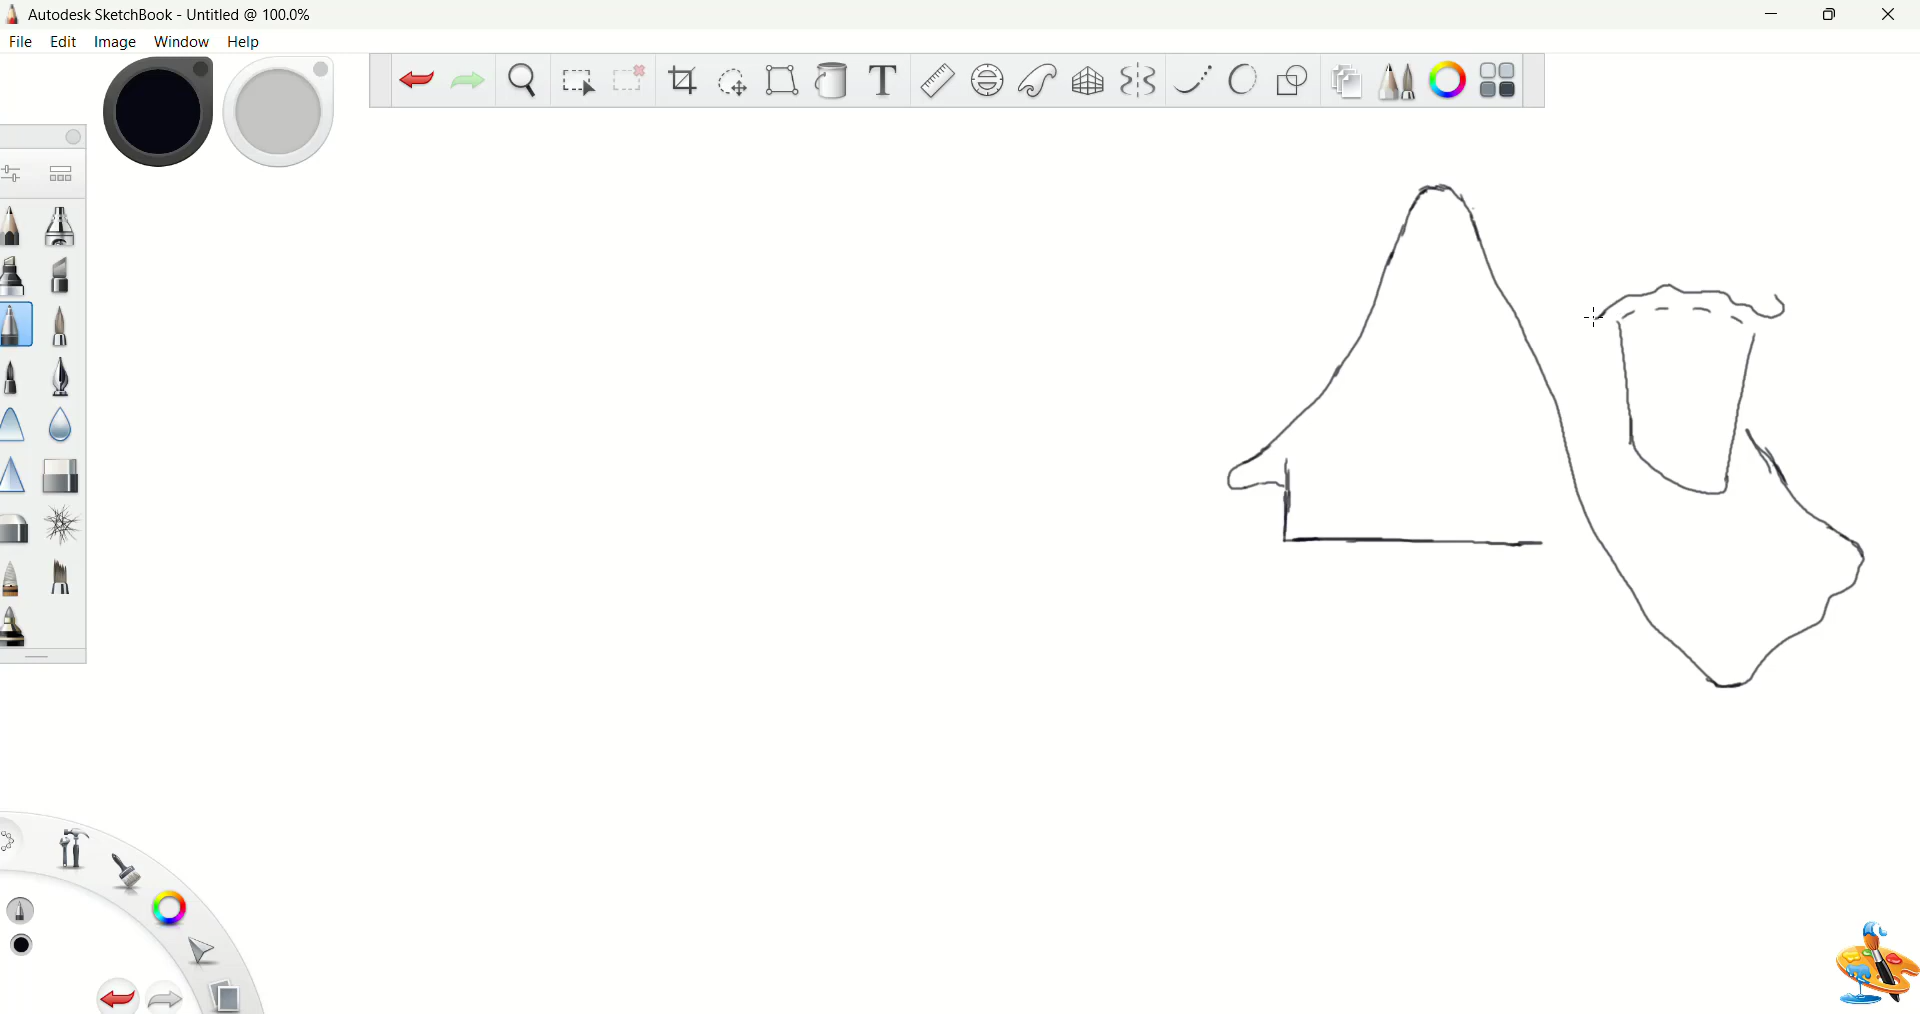 Autodesk SketchBook - Untitled @ 100.0%
File Edit Image Window Help
T